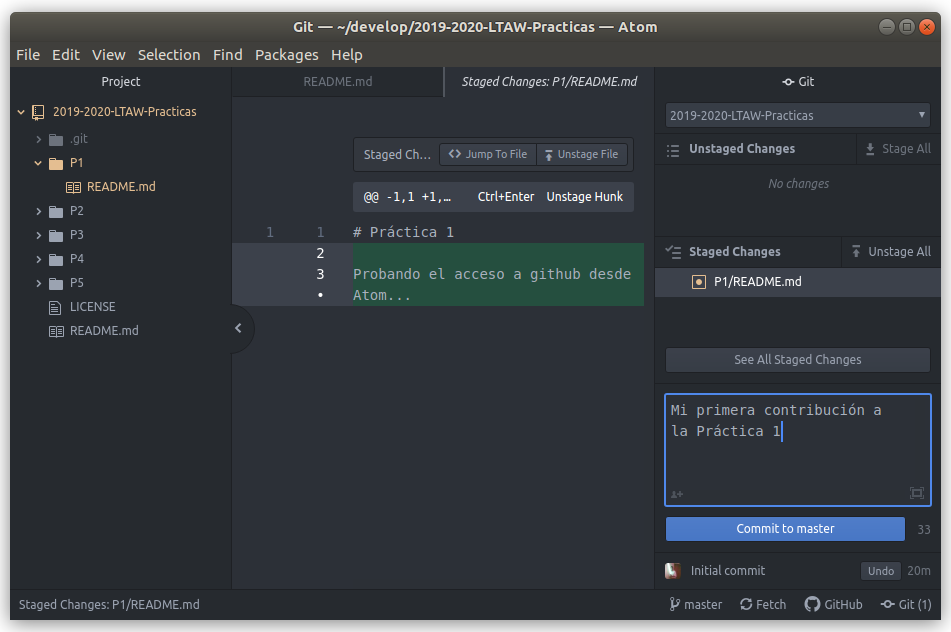 Git — ~/develop/2019-2020-LTAW-Practicas — Atom
File Edit View Selection Find Packages Help
Project
2019-2020-LTAW-Practicas
.git
P1
README.md
P2
P3
P4
P5
LICENSE
README.md
README.md
Staged Changes: P1/README.md
Staged Ch... Jump To File Unstage File
@@ -1,1 +1,... Ctrl+Enter Unstage Hunk
1 1 # Práctica 1
2
3 Probando el acceso a github desde
• Atom...
Git
2019-2020-LTAW-Practicas
Unstaged Changes Stage All
No changes
Staged Changes Unstage All
P1/README.md
See All Staged Changes
Mi primera contribución a
la Práctica 1
Commit to master 33
Initial commit Undo 20m
Staged Changes: P1/README.md
master Fetch GitHub Git (1)